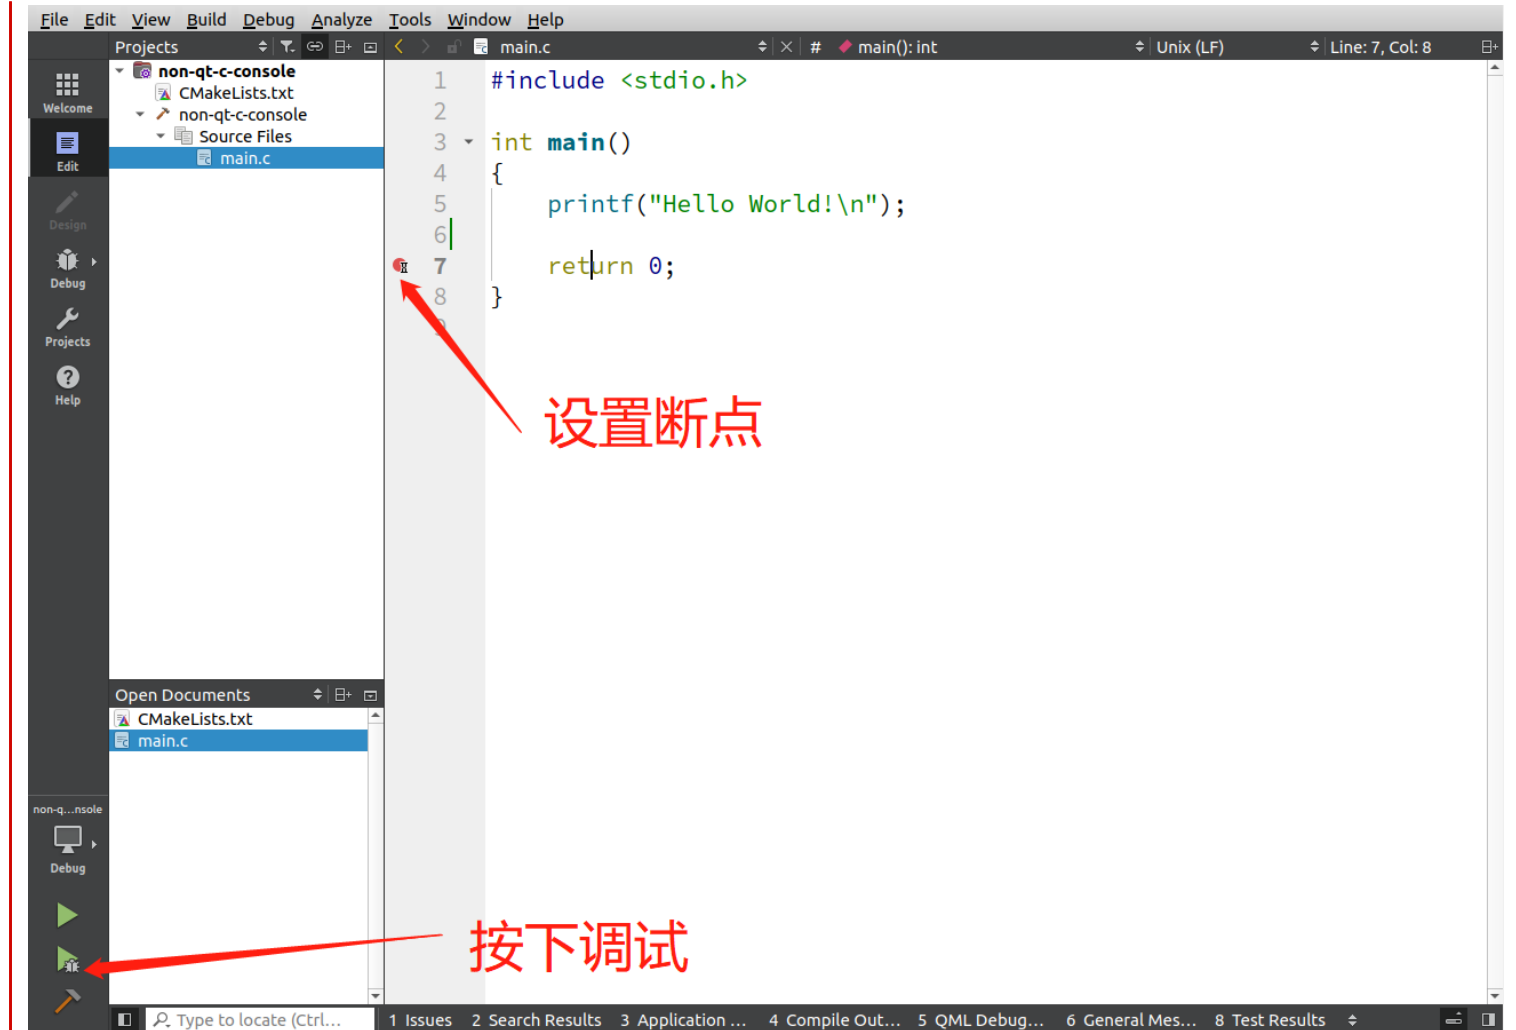 File Edit View Build Debug Analyze Tools Window Help
Projects
main.c
# main(): int
Unix (LF)
Line: 7, Col: 8
Welcome
Edit
Design
Debug
Projects
Help
non-qt-c-console
CMakeLists.txt
non-qt-c-console
Source Files
main.c
1 #include <stdio.h>
2
3 int main()
4 {
5 printf("Hello World!\n");
6
7 return 0;
8 }
9
设置断点
Open Documents
CMakeLists.txt
main.c
non-q...nsole
Debug
按下调试
Type to locate (Ctrl...
1 Issues 2 Search Results 3 Application ... 4 Compile Out... 5 QML Debug... 6 General Mes... 8 Test Results